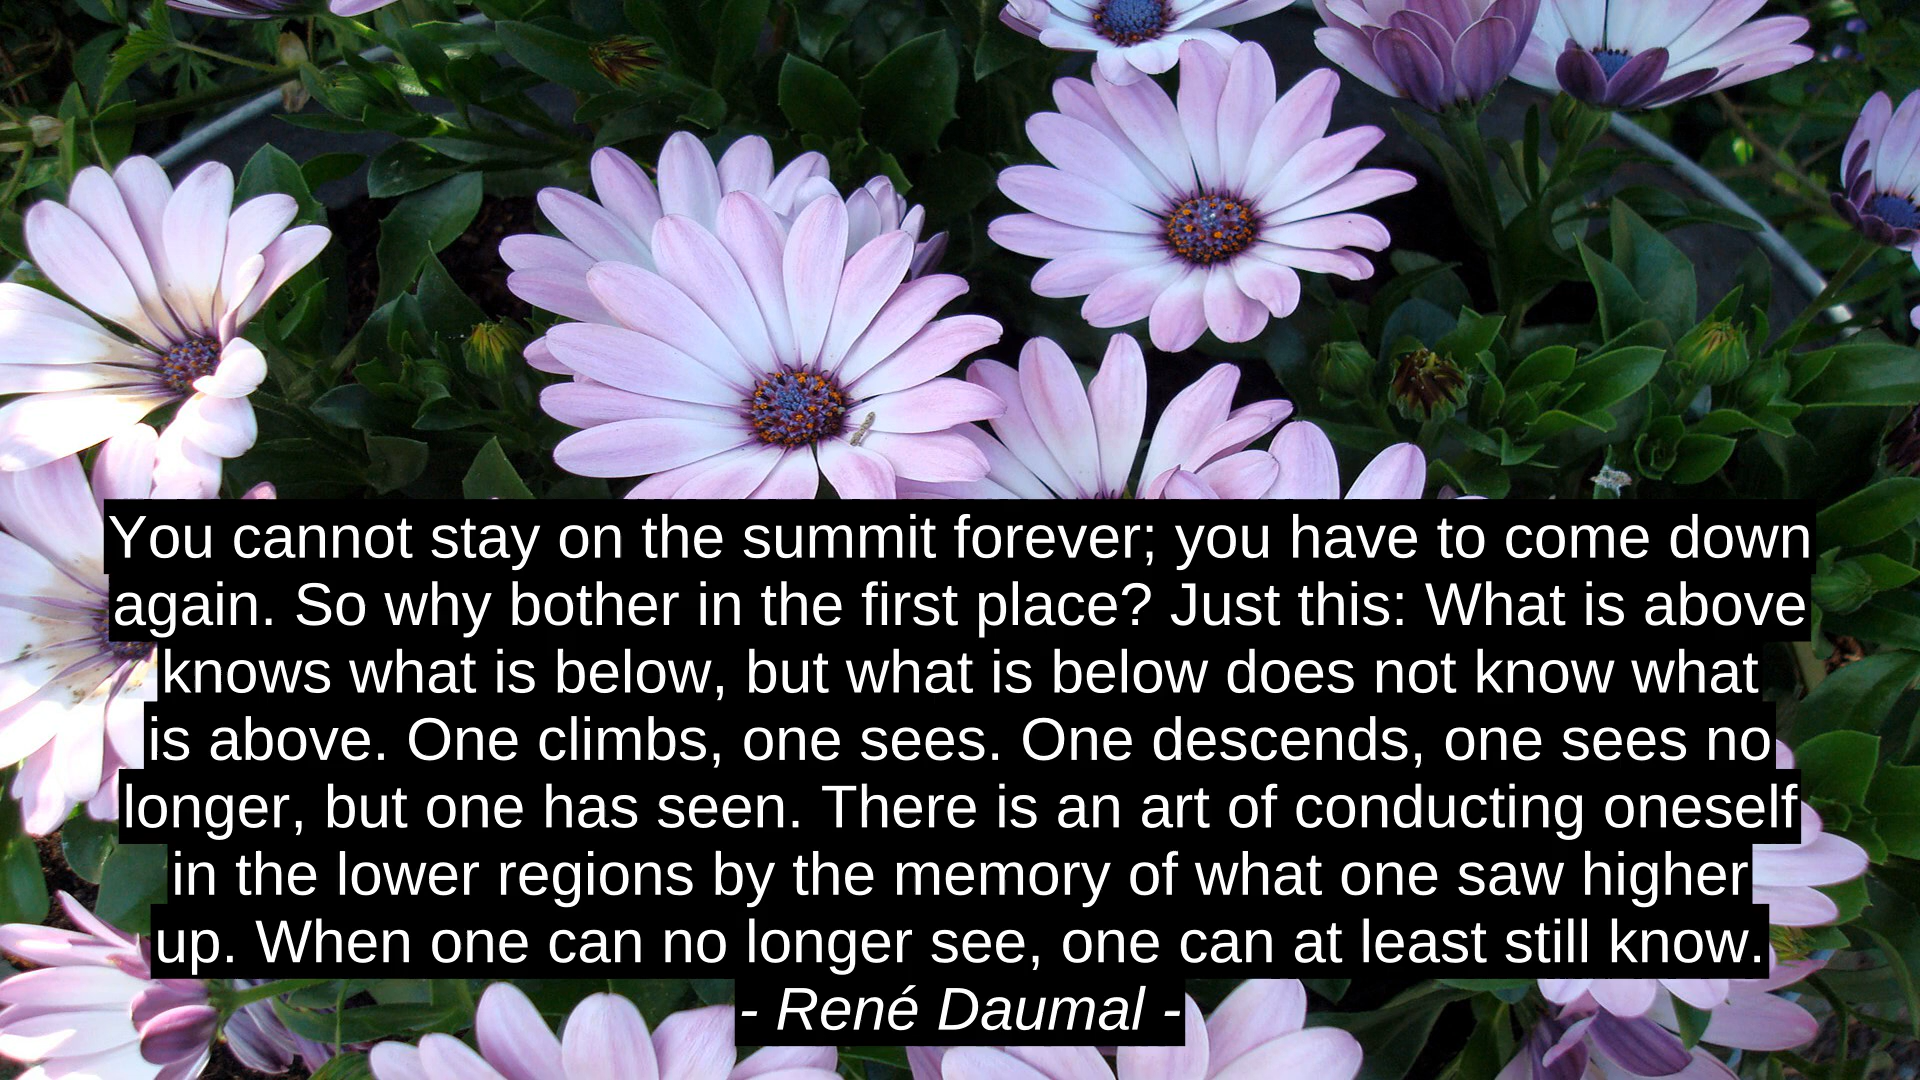 You cannot stay on the summit forever; you have to come down
again. So why bother in the first place? Just this: What is above
knows what is below, but what is below does not know what
is above. One climbs, one sees. One descends, one sees no
longer, but one has seen. There is an art of conducting oneself
in the lower regions by the memory of what one saw higher
up. When one can no longer see, one can at least still know.
- René Daumal -